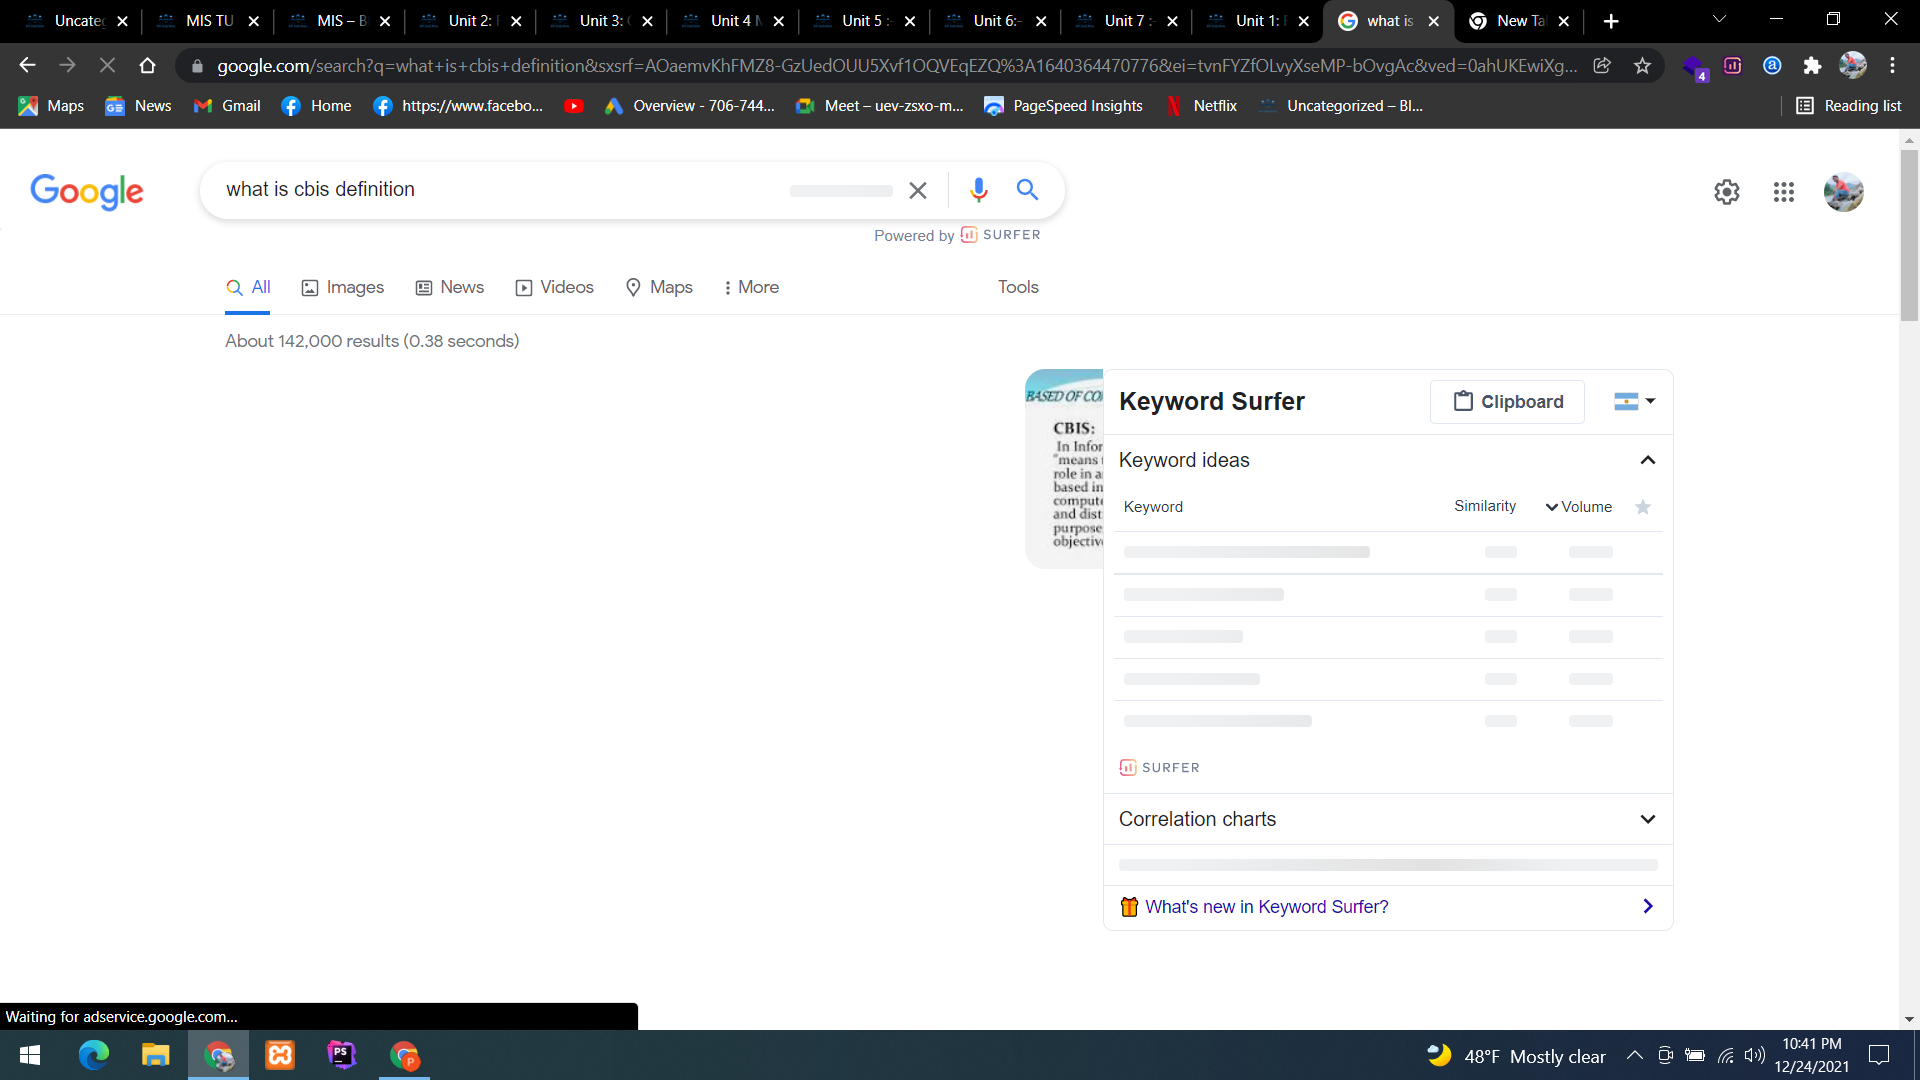 Uncate
MIS TU
MIS – B
Unit 2:
Unit 3:
Unit 4
Unit 5 :-
Unit 6:-
Unit 7 :-
Unit 1:
what is
New Ta
google.com/search?q=what+is+cbis+definition&sxsrf=AOaemvKhFMZ8-GzUedOUU5Xvf1OQVEqEZQ%3A1640364470776&ei=tvnFYZfOLvyXseMP-bOvgAc&ved=0ahUKEwiXg...
4
Maps
News
Gmail
Home
https://www.facebo...
Overview - 706-744...
Meet – uev-zsxo-m...
PageSpeed Insights
Netflix
Uncategorized – Bl...
Reading list
Google
what is cbis definition
Powered by SURFER
All
Images
News
Videos
Maps
More
Tools
About 142,000 results (0.38 seconds)
BASED OF CO
CBIS:
In Infor
"means
role in a
based in
compute
and dist
purpose
objectiv
Keyword Surfer
Clipboard
Keyword ideas
Keyword Similarity Volume
SURFER
Correlation charts
What's new in Keyword Surfer?
Waiting for adservice.google.com...
PS
P
48°F Mostly clear
10:41 PM
12/24/2021